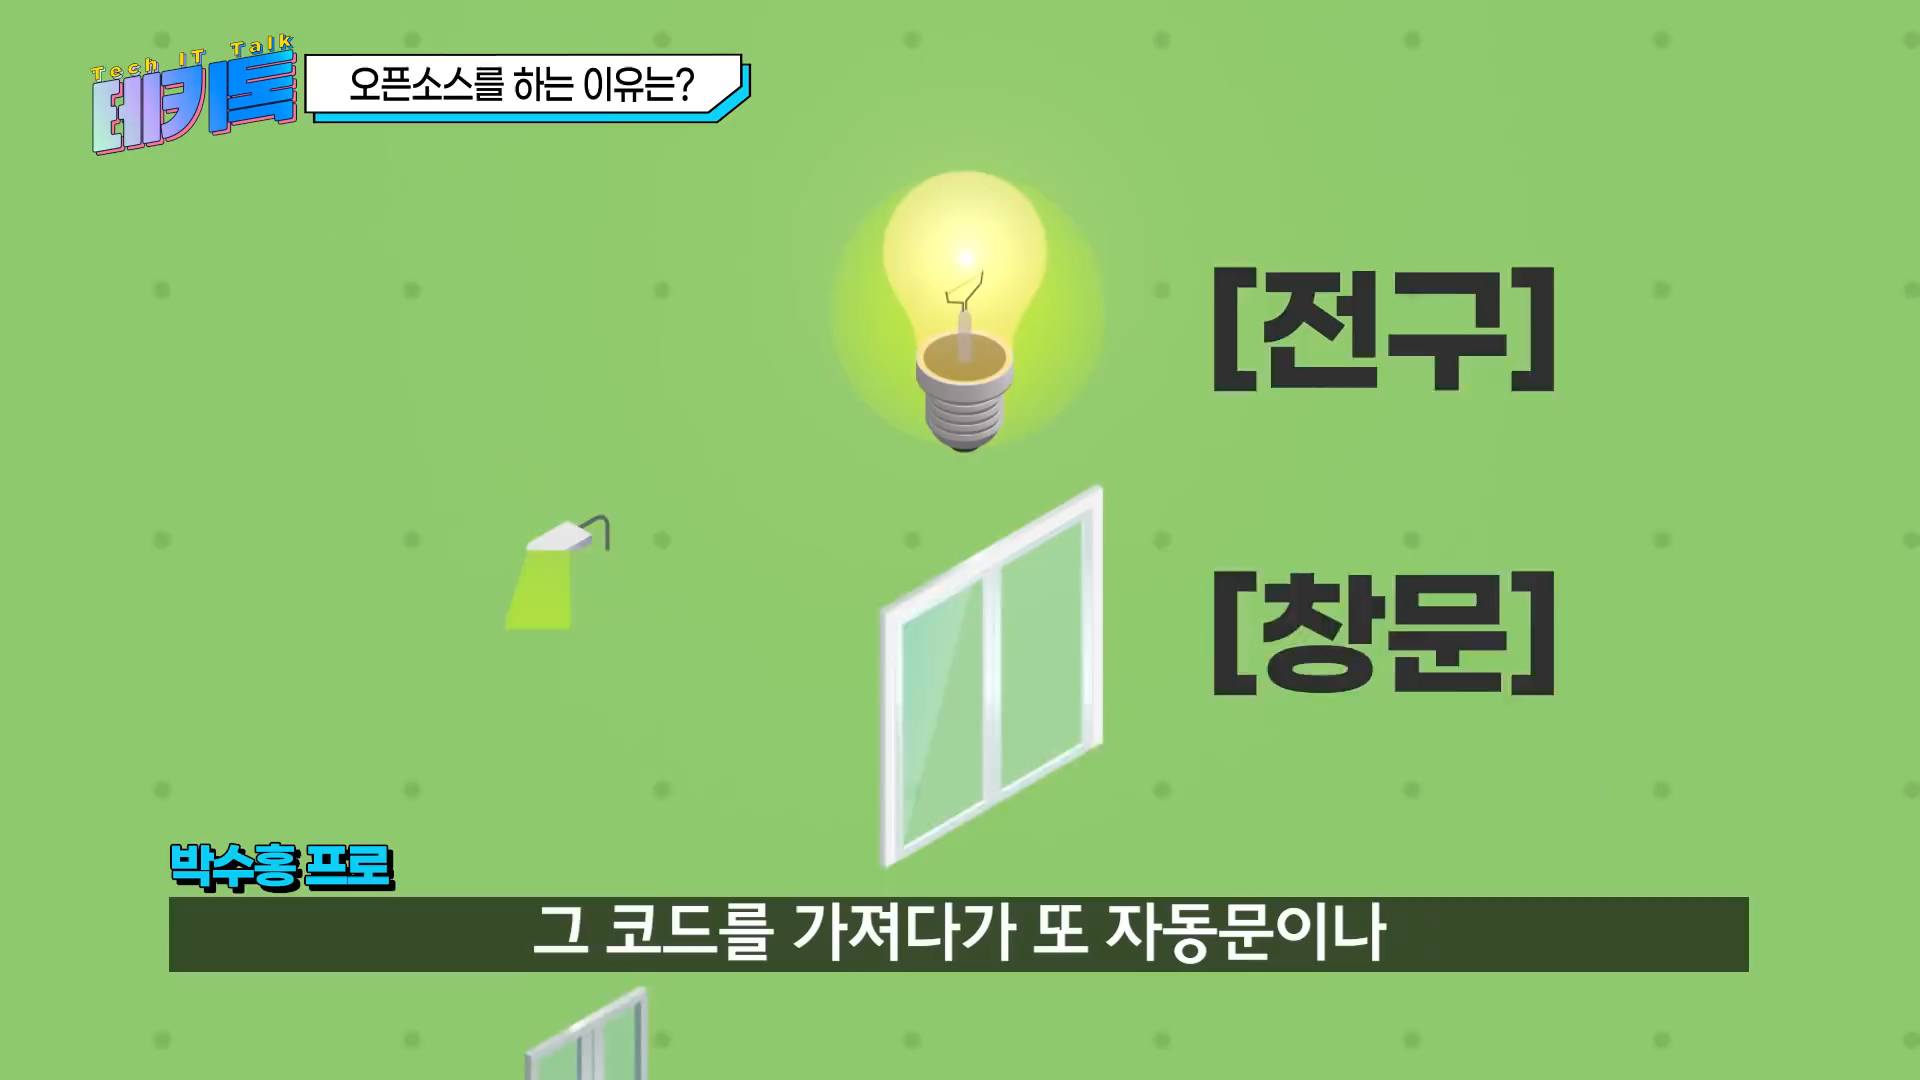 Tech IT Talk
테키톡
오픈소스를 하는 이유는?
[전구]
[창문]
박수홍 프로
그 코드를 가져다가 또 자동문이나